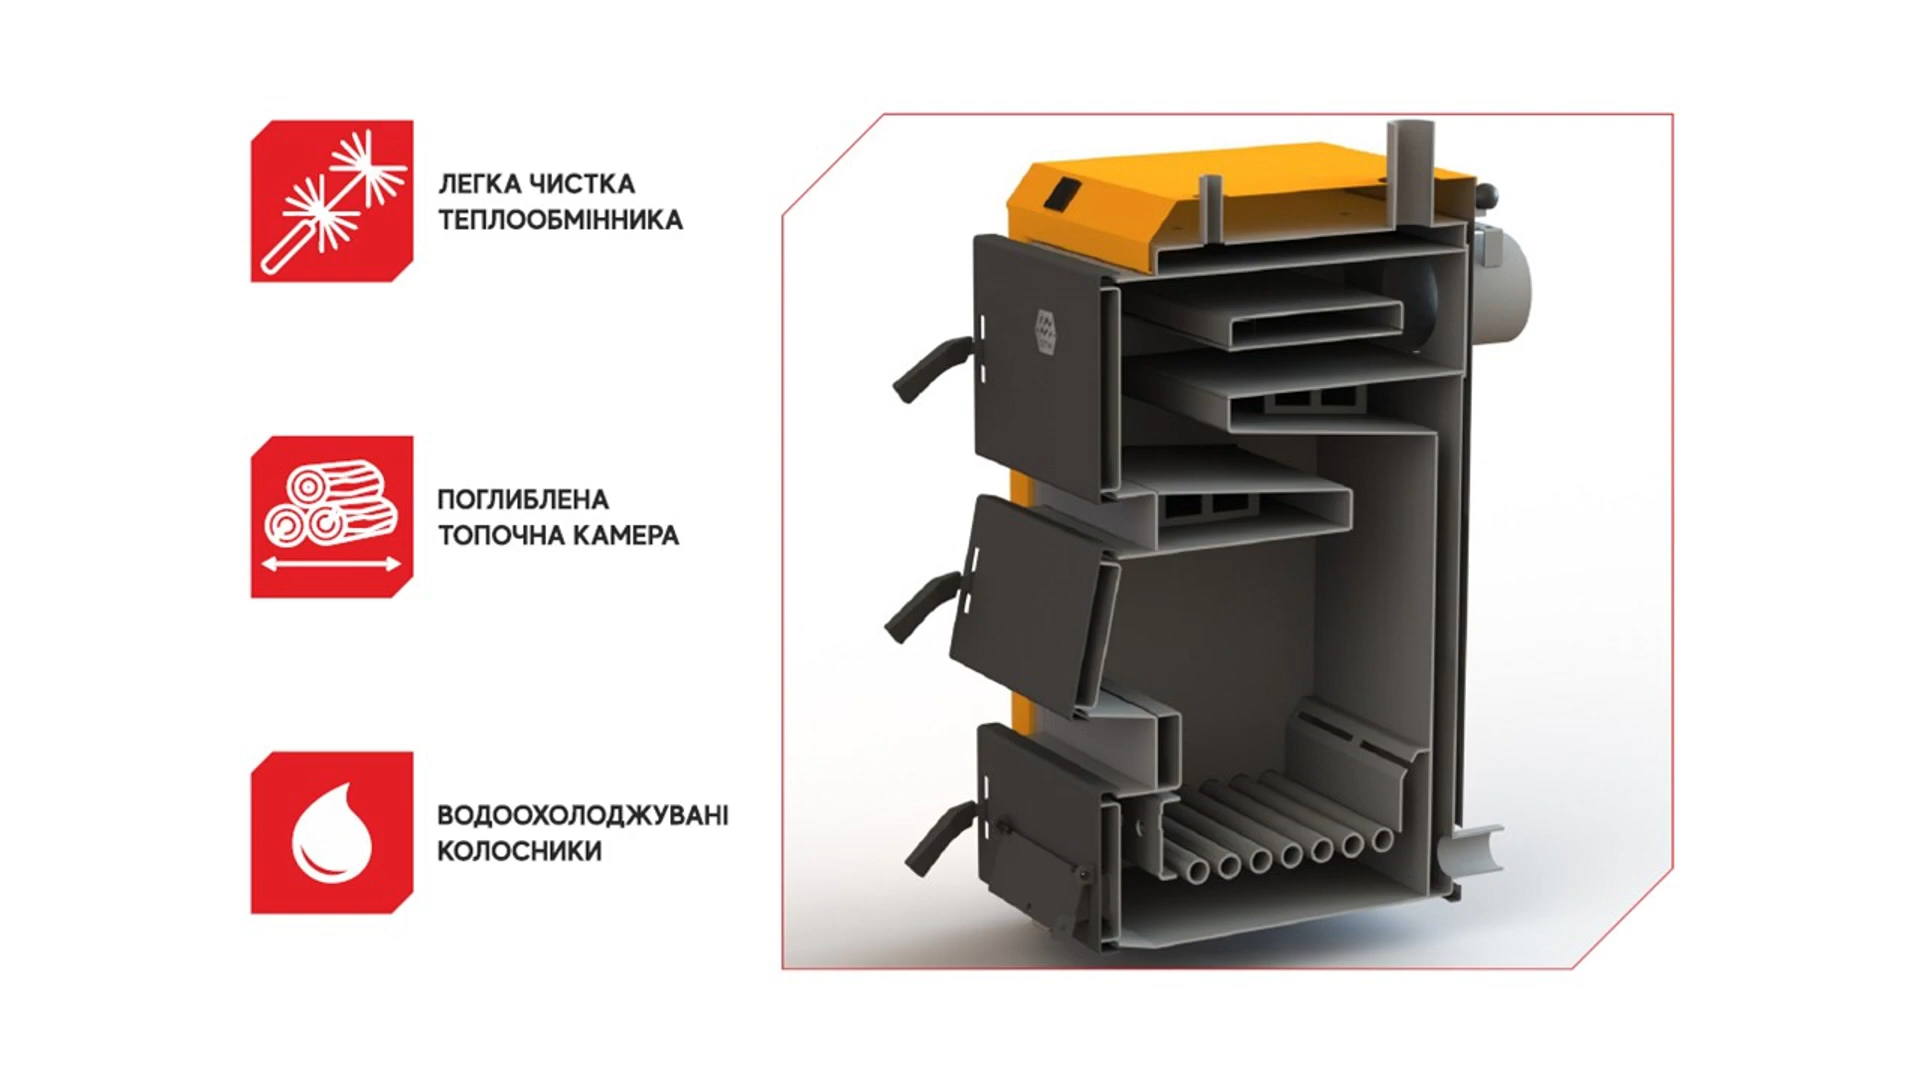 ЛЕГКА ЧИСТКА
ТЕПЛООБМІННИКА
ПОГЛИБЛЕНА
ТОПОЧНА КАМЕРА
ВОДООХОЛОДЖУВАНІ
КОЛОСНИКИ